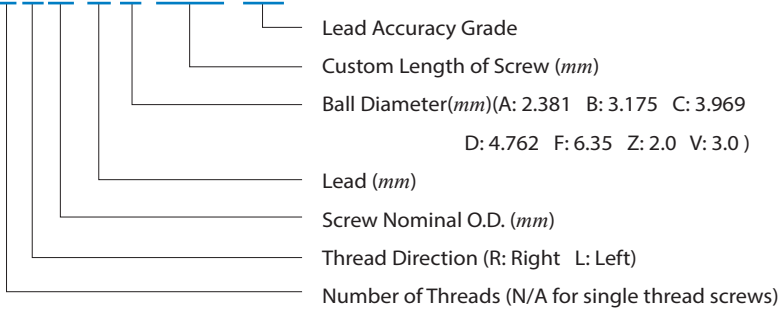 Lead Accuracy Grade
Custom Length of Screw (mm)
Ball Diameter(mm)(A: 2.381 B: 3.175 C: 3.969
D: 4.762 F: 6.35 Z: 2.0 V: 3.0 )
Lead (mm)
Screw Nominal O.D. (mm)
Thread Direction (R: Right L: Left)
Number of Threads (N/A for single thread screws)